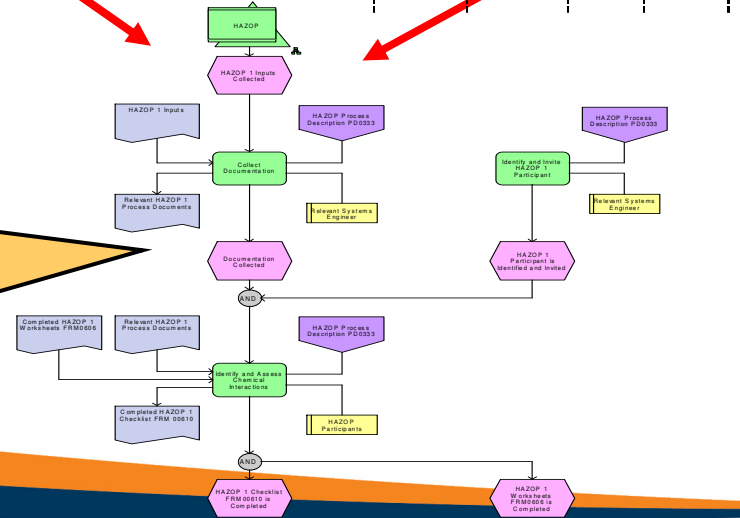 HAZOP
HAZOP 1 Inputs
Collected
HAZOP 1 Inputs
HAZOP Process
Description PD0333
HAZOP Process
Description PD0333
Collect
Documentation
Identify and Invite
HAZOP 1
Participant
Relevant HAZOP 1
Process Documents
Relevant Systems
Engineer
Relevant Systems
Engineer
Documentation
Collected
HAZOP 1
Participant is
Identified and Invited
AND
Completed HAZOP 1
Worksheets FRM0606
Relevant HAZOP 1
Process Documents
HAZOP Process
Description PD0333
Identify and Assess
Chemical
Interactions
Completed HAZOP 1
Checklist FRM 00610
HAZOP
Participants
AND
HAZOP 1 Checklist
FRM00610 is
Completed
HAZOP 1
Worksheets
FRM0606 is
Completed